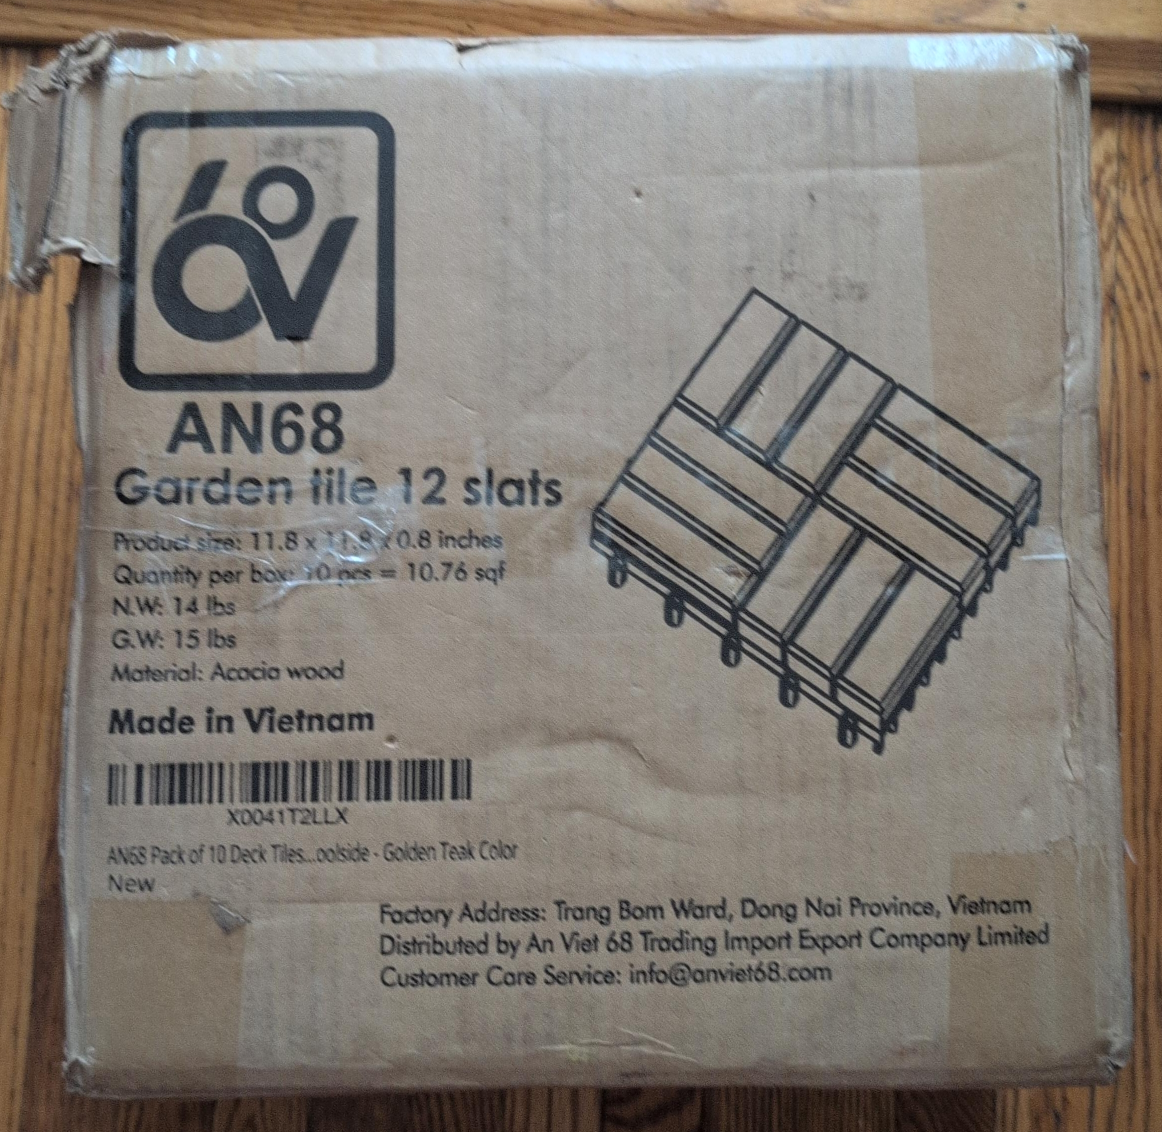 AN68
Garden tile 12 slats
Product size: 11.8 x 11.8 x 0.8 inches
Quantity per box: 10 pcs = 10.76 sqf
N.W: 14 lbs
G.W: 15 lbs
Material: Acacia wood
Made in Vietnam
X0041T2LLX
AN68 Pack of 10 Deck Tiles...oolside - Golden Teak Color
New
Factory Address: Trang Bom Ward, Dong Nai Province, Vietnam
Distributed by An Viet 68 Trading Import Export Company Limited
Customer Care Service: info@anviet68.com